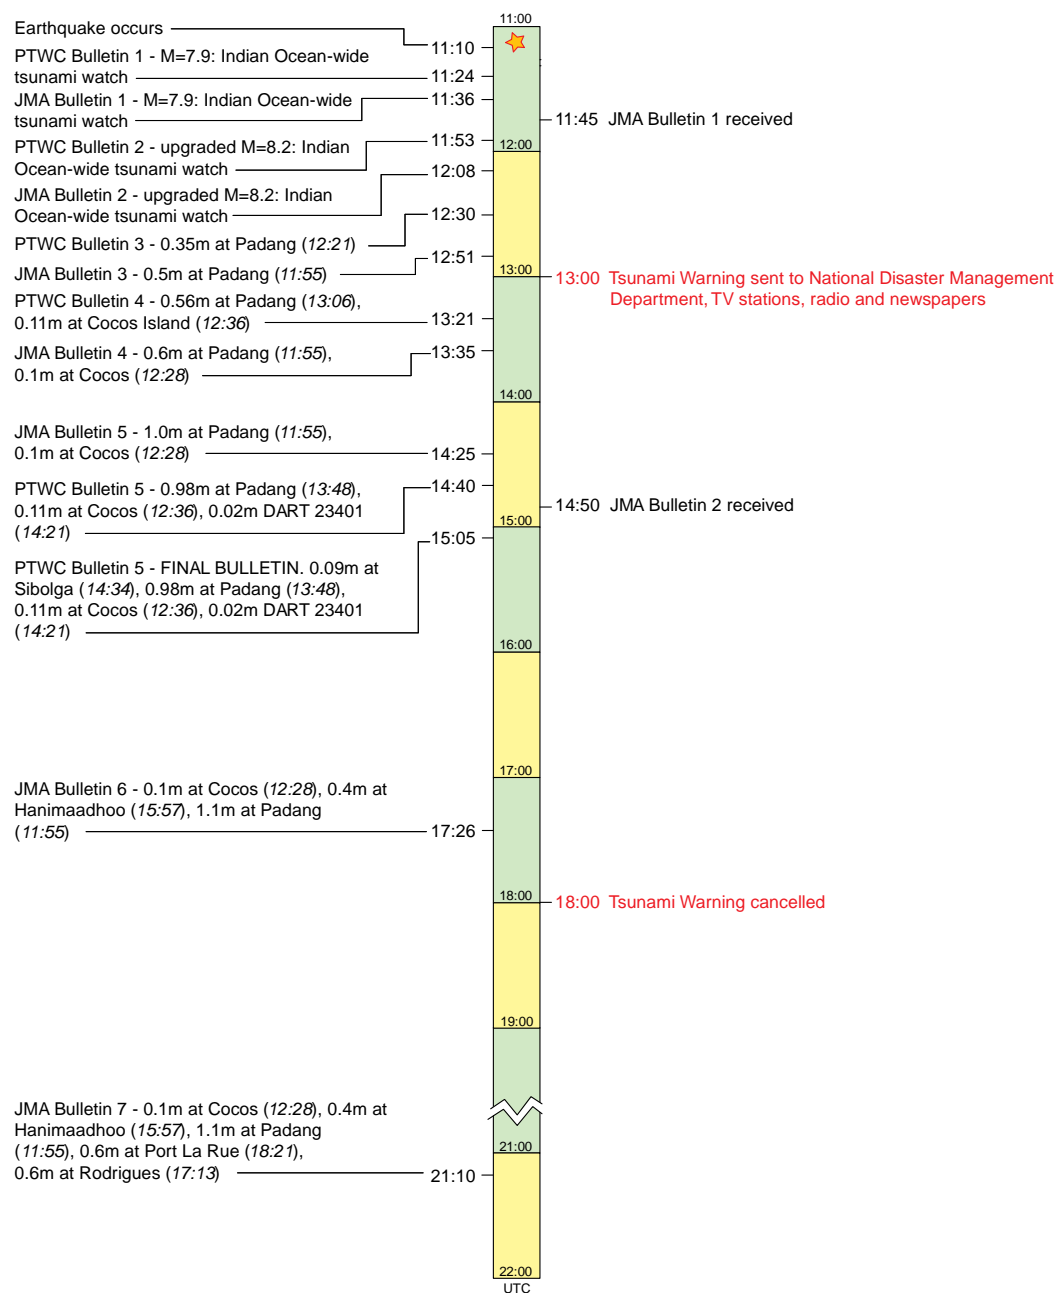 11:00
Earthquake occurs
11:10
PTWC Bulletin 1 - M=7.9: Indian Ocean-wide
tsunami watch
11:24
JMA Bulletin 1 - M=7.9: Indian Ocean-wide
tsunami watch
11:36
11:45 JMA Bulletin 1 received
PTWC Bulletin 2 - upgraded M=8.2: Indian
Ocean-wide tsunami watch
11:53
12:00
JMA Bulletin 2 - upgraded M=8.2: Indian
Ocean-wide tsunami watch
12:08
PTWC Bulletin 3 - 0.35m at Padang (12:21)
12:30
JMA Bulletin 3 - 0.5m at Padang (11:55)
12:51
13:00
13:00 Tsunami Warning sent to National Disaster Management
Department, TV stations, radio and newspapers
PTWC Bulletin 4 - 0.56m at Padang (13:06),
0.11m at Cocos Island (12:36)
13:21
JMA Bulletin 4 - 0.6m at Padang (11:55),
0.1m at Cocos (12:28)
13:35
14:00
JMA Bulletin 5 - 1.0m at Padang (11:55),
0.1m at Cocos (12:28)
14:25
PTWC Bulletin 5 - 0.98m at Padang (13:48),
0.11m at Cocos (12:36), 0.02m DART 23401
(14:21)
14:40
14:50 JMA Bulletin 2 received
15:00
15:05
PTWC Bulletin 5 - FINAL BULLETIN. 0.09m at
Sibolga (14:34), 0.98m at Padang (13:48),
0.11m at Cocos (12:36), 0.02m DART 23401
(14:21)
16:00
17:00
JMA Bulletin 6 - 0.1m at Cocos (12:28), 0.4m at
Hanimaadhoo (15:57), 1.1m at Padang
(11:55)
17:26
18:00
18:00 Tsunami Warning cancelled
19:00
JMA Bulletin 7 - 0.1m at Cocos (12:28), 0.4m at
Hanimaadhoo (15:57), 1.1m at Padang
(11:55), 0.6m at Port La Rue (18:21),
0.6m at Rodrigues (17:13)
21:00
21:10
22:00
UTC